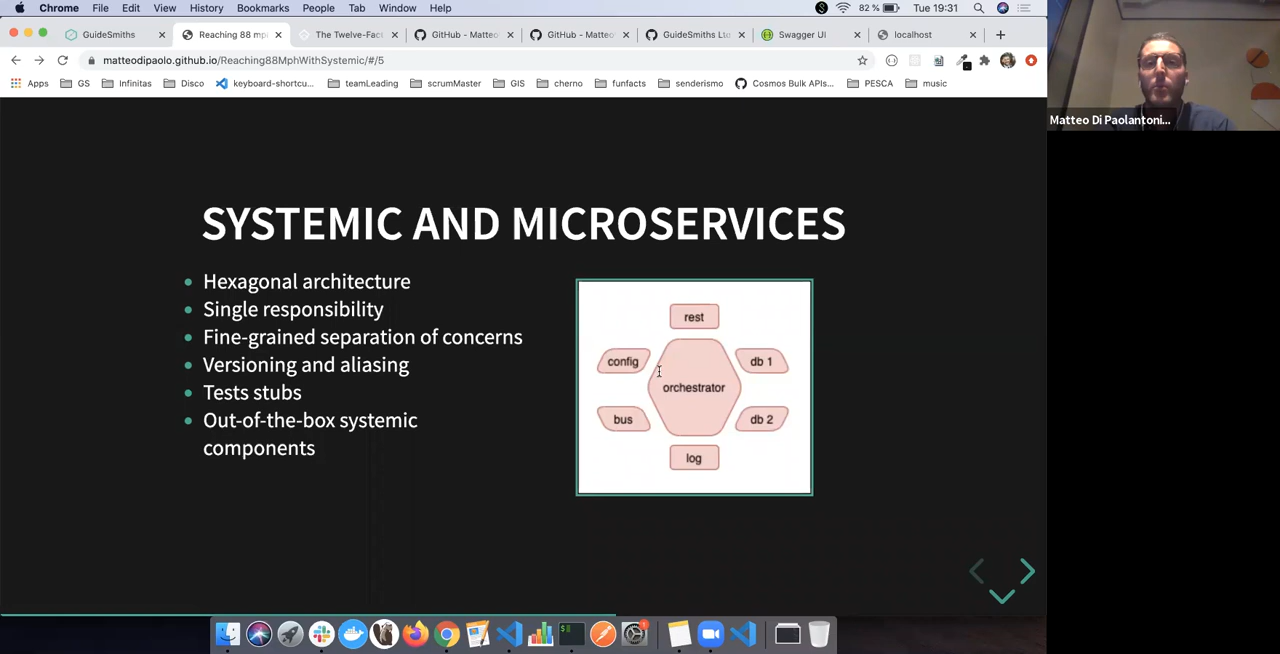 Chrome File Edit View History Bookmarks People Tab Window Help 82 % Tue 19:31
GuideSmiths Reaching 88 mp The Twelve-Fac GitHub - Matteo GitHub - Matteo GuideSmiths Ltd Swagger UI localhost
matteodipaolo.github.io/Reaching88MphWithSystemic/#/5
Apps GS Infinitas Disco keyboard-shortcu... teamLeading scrumMaster GIS cherno funfacts senderismo Cosmos Bulk APIs... PESCA music
Matteo Di Paolantoni...
SYSTEMIC AND MICROSERVICES
Hexagonal architecture
Single responsibility
Fine-grained separation of concerns
Versioning and aliasing
Tests stubs
Out-of-the-box systemic
components
rest
config
db 1
orchestrator
bus
db 2
log